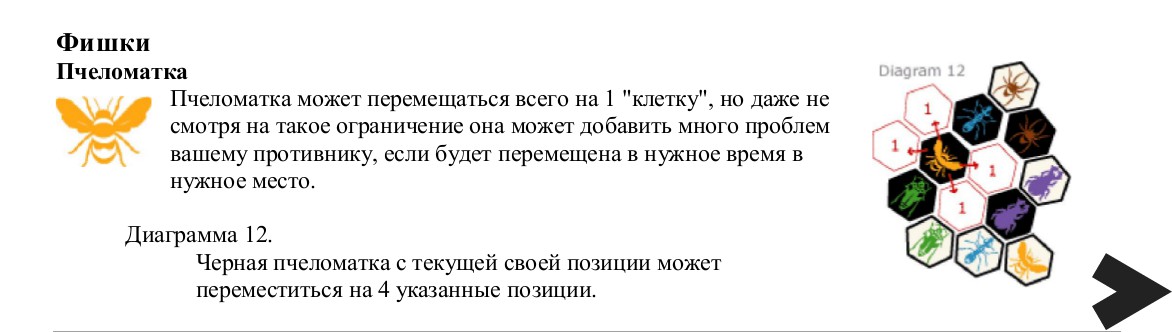 Фишки
Пчеломатка
Пчеломатка может перемещаться всего на 1 "клетку", но даже не
смотря на такое ограничение она может добавить много проблем
вашему противнику, если будет перемещена в нужное время в
нужное место.
Диаграмма 12.
Черная пчеломатка с текущей своей позиции может
переместиться на 4 указанные позиции.
Diagram 12
1
1
1
1